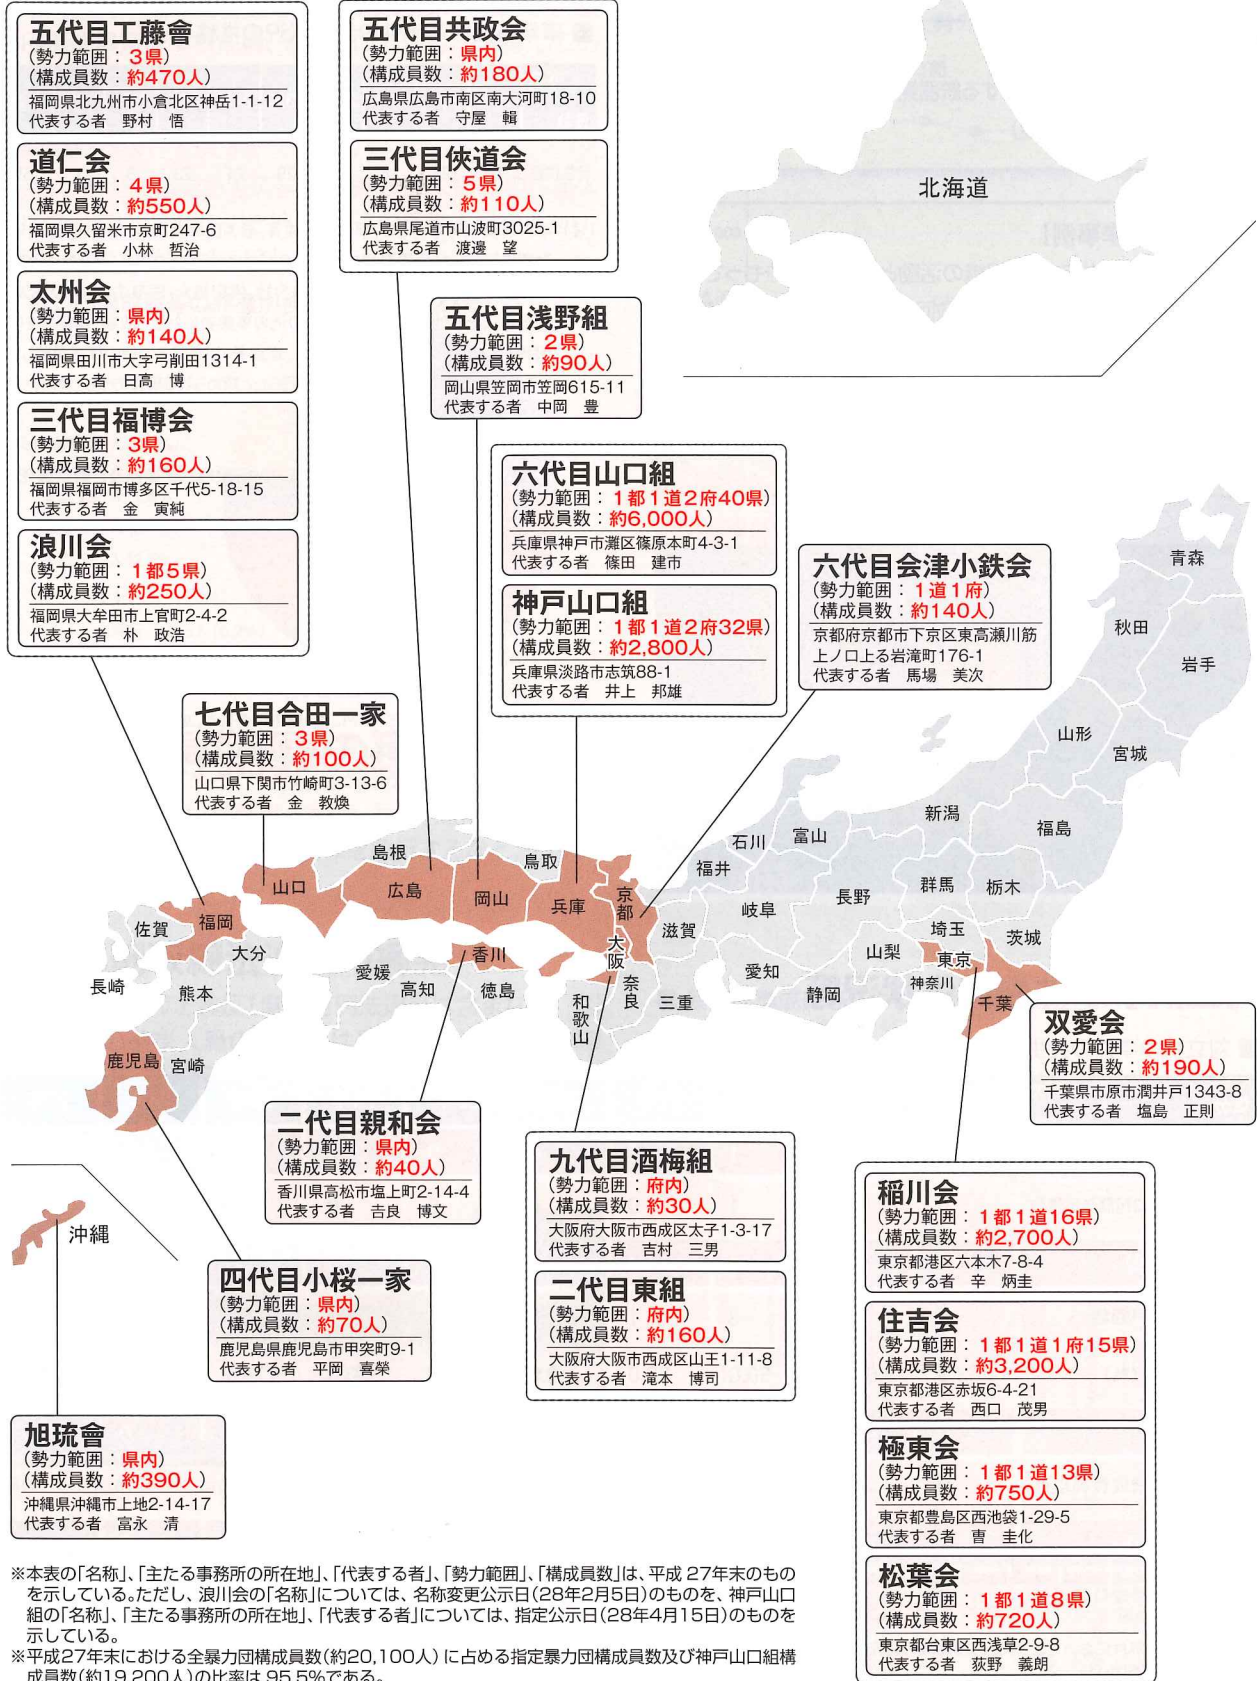 五代目工藤會
(勢力範囲：3県)
(構成員数：約470人)
福岡県北九州市小倉北区神岳1-1-12
代表する者　野村　悟
道仁会
(勢力範囲：4県)
(構成員数：約550人)
福岡県久留米市京町247-6
代表する者　小林　哲治
太州会
(勢力範囲：県内)
(構成員数：約140人)
福岡県田川市大字弓削田1314-1
代表する者　日高　博
三代目福博会
(勢力範囲：3県)
(構成員数：約160人)
福岡県福岡市博多区千代5-18-15
代表する者　金　寅純
浪川会
(勢力範囲：1都5県)
(構成員数：約250人)
福岡県大牟田市上官町2-4-2
代表する者　朴　政浩
五代目共政会
(勢力範囲：県内)
(構成員数：約180人)
広島県広島市南区南大河町18-10
代表する者　守屋　輯
三代目俠道会
(勢力範囲：5県)
(構成員数：約110人)
広島県尾道市山波町3025-1
代表する者　渡邊　望
五代目浅野組
(勢力範囲：2県)
(構成員数：約90人)
岡山県笠岡市笠岡615-11
代表する者　中岡　豊
六代目山口組
(勢力範囲：1都1道2府40県)
(構成員数：約6,000人)
兵庫県神戸市灘区篠原本町4-3-1
代表する者　篠田　建市
神戸山口組
(勢力範囲：1都1道2府32県)
(構成員数：約2,800人)
兵庫県淡路市志筑88-1
代表する者　井上　邦雄
六代目会津小鉄会
(勢力範囲：1道1府)
(構成員数：約140人)
京都府京都市下京区東高瀬川筋
上ノ口上る岩滝町176-1
代表する者　馬場　美次
七代目合田一家
(勢力範囲：3県)
(構成員数：約100人)
山口県下関市竹崎町3-13-6
代表する者　金　教煥
北海道
青森
秋田
岩手
山形
宮城
新潟
福島
石川
富山
福井
長野
群馬
栃木
岐阜
埼玉
茨城
滋賀
山梨
東京
愛知
静岡
神奈川
千葉
三重
奈良
和歌山
大阪
京都
兵庫
鳥取
岡山
島根
広島
山口
香川
愛媛
高知
徳島
福岡
佐賀
大分
長崎
熊本
鹿児島
宮崎
沖縄
双愛会
(勢力範囲：2県)
(構成員数：約190人)
千葉県市原市潤井戸1343-8
代表する者　塩島　正則
二代目親和会
(勢力範囲：県内)
(構成員数：約40人)
香川県高松市塩上町2-14-4
代表する者　吉良　博文
九代目酒梅組
(勢力範囲：府内)
(構成員数：約30人)
大阪府大阪市西成区太子1-3-17
代表する者　吉村　三男
二代目東組
(勢力範囲：府内)
(構成員数：約160人)
大阪府大阪市西成区山王1-11-8
代表する者　滝本　博司
稲川会
(勢力範囲：1都1道16県)
(構成員数：約2,700人)
東京都港区六本木7-8-4
代表する者　辛　炳圭
住吉会
(勢力範囲：1都1道1府15県)
(構成員数：約3,200人)
東京都港区赤坂6-4-21
代表する者　西口　茂男
極東会
(勢力範囲：1都1道13県)
(構成員数：約750人)
東京都豊島区西池袋1-29-5
代表する者　曺　圭化
松葉会
(勢力範囲：1都1道8県)
(構成員数：約720人)
東京都台東区西浅草2-9-8
代表する者　荻野　義朗
四代目小桜一家
(勢力範囲：県内)
(構成員数：約70人)
鹿児島県鹿児島市甲突町9-1
代表する者　平岡　喜榮
旭琉會
(勢力範囲：県内)
(構成員数：約390人)
沖縄県沖縄市上地2-14-17
代表する者　富永　清
※本表の「名称」、「主たる事務所の所在地」、「代表する者」、「勢力範囲」、「構成員数」は、平成 27年末のもの
を示している。ただし、浪川会の「名称」については、名称変更公示日(28年2月5日)のものを、神戸山口
組の「名称」、「主たる事務所の所在地」、「代表する者」については、指定公示日(28年4月15日)のものを
示している。
※平成27年末における全暴力団構成員数(約20,100人)に占める指定暴力団構成員数及び神戸山口組構
成員数(約19,200人)の比率は 95.5%である。